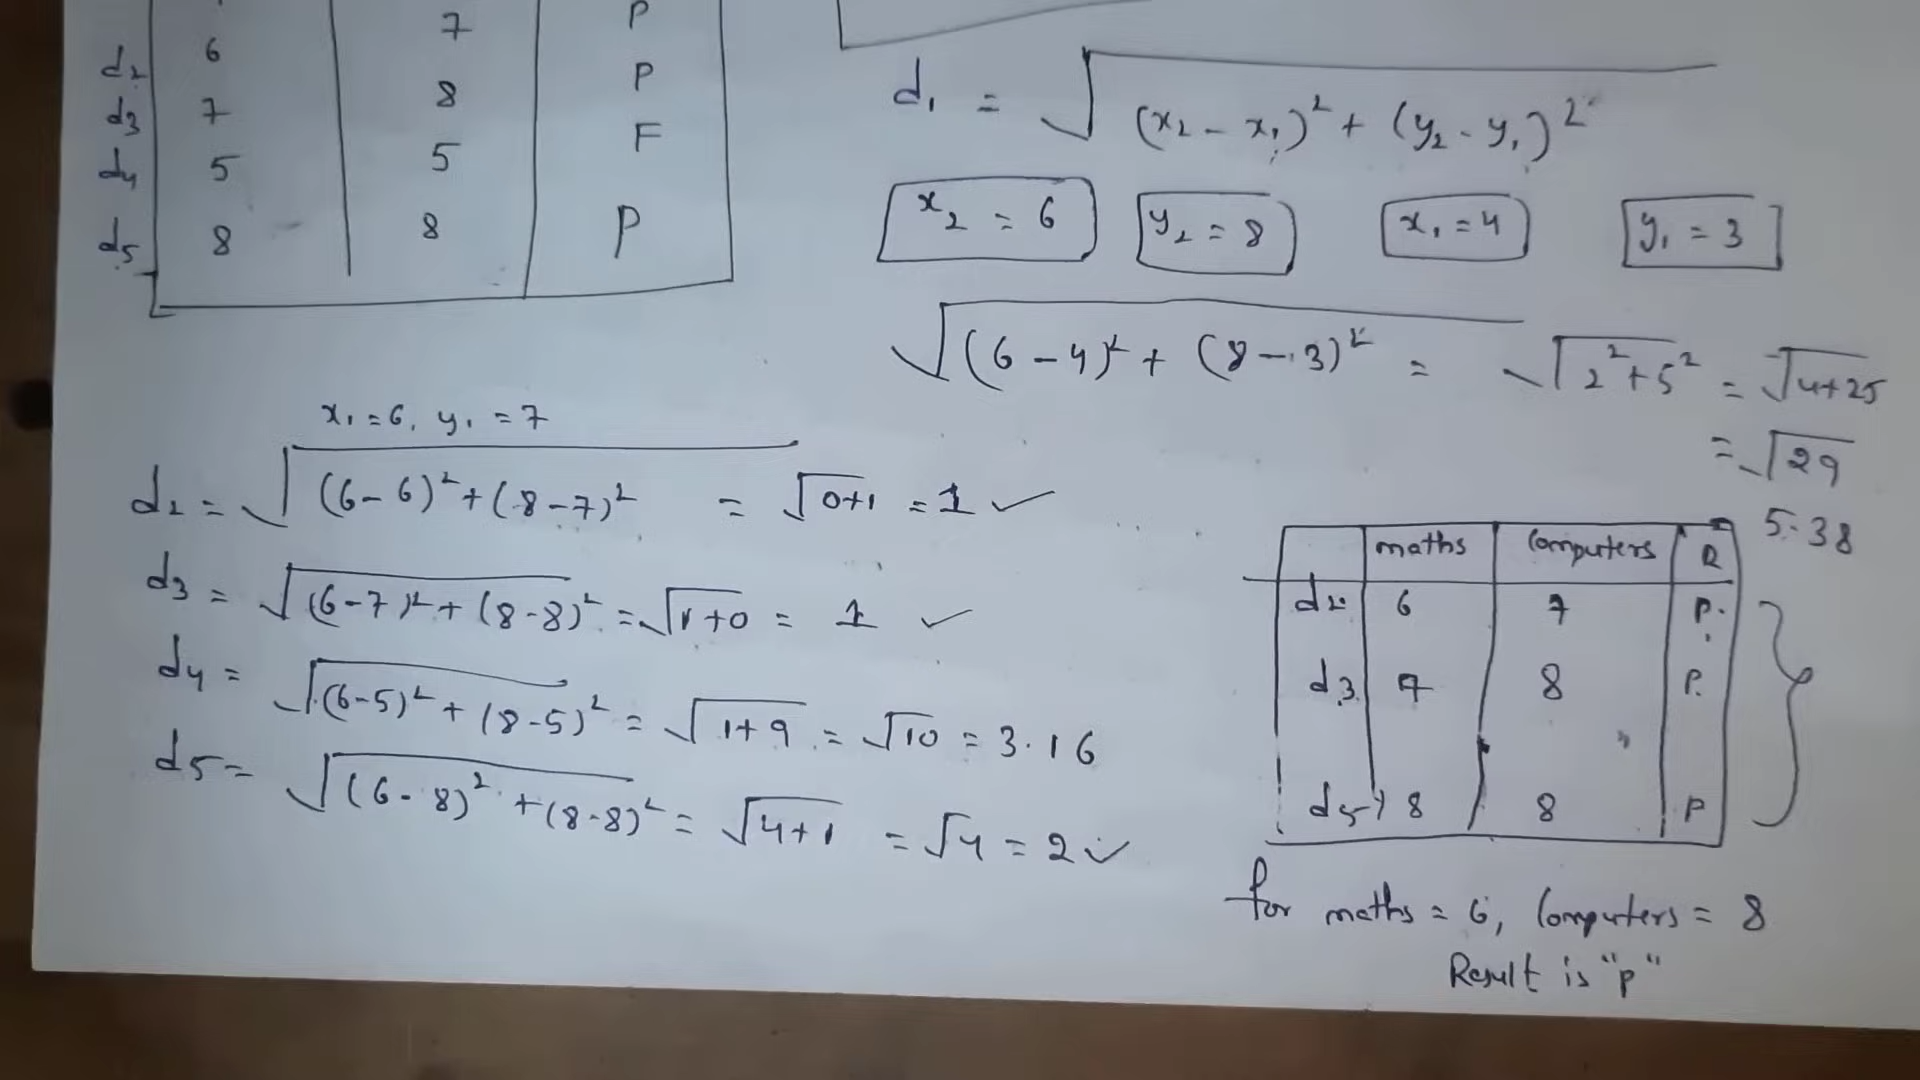 7 P
d2 6 8 P
d3 7 5 F
d4 5
d5 8 8 P
d1 = √(x2 - x1)² + (y2 - y1)²
x2 = 6 y2 = 8 x1 = 4 y1 = 3
√(6 - 4)² + (8 - 3)² = √2² + 5² = √4+25
= √29
5.38
x1 = 6, y1 = 7
d2 = √(6-6)² + (8-7)² = √0+1 = 1 ✓
d3 = √(6-7)² + (8-8)² = √1+0 = 1 ✓
d4 = √(6-5)² + (8-5)² = √1+9 = √10 = 3.16
d5 = √(6-8)² + (8-8)² = √4+1 = √4 = 2 ✓
maths Computers R
d2 6 7 P.
d3 7 8 P.
d5 8 8 P
for maths = 6, Computers = 8
Result is "p"